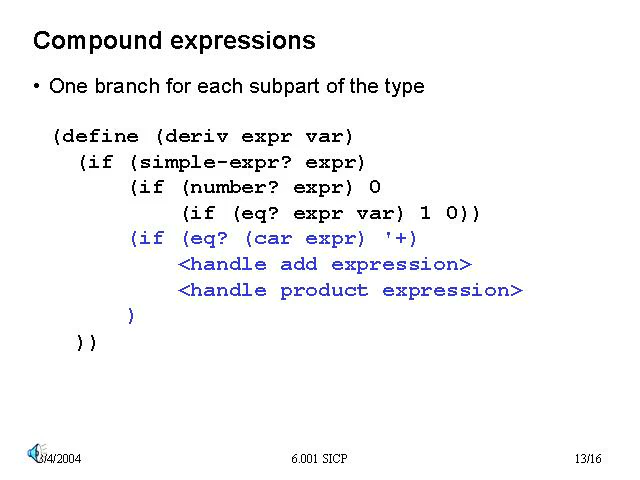 Compound expressions
• One branch for each subpart of the type
(define (deriv expr var)
(if (simple-expr? expr)
(if (number? expr) 0
(if (eq? expr var) 1 0))
(if (eq? (car expr) '+)
<handle add expression>
<handle product expression>
)
))
/4/2004 6.001 SICP 13/16